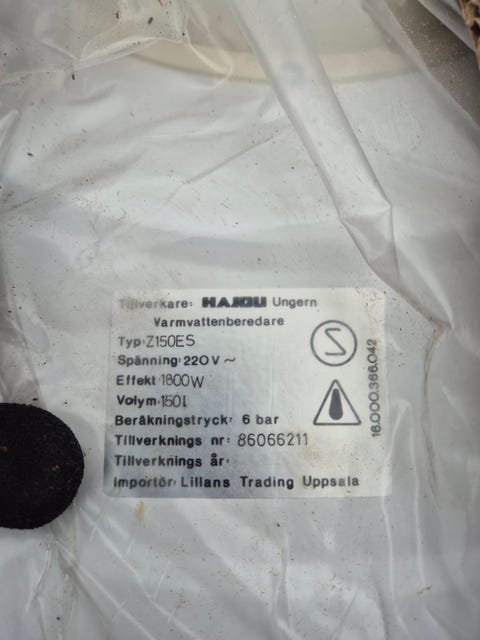 Tillverkare: HAJDU Ungern
Varmvattenberedare
Typ: Z150ES
Spänning: 220V ~
Effekt: 1800W
Volym: 150l
Beräkningstryck: 6 bar
Tillverknings nr: 86066211
Tillverknings år:
Importör: Lillans Trading Uppsala
S
16.000.366.042